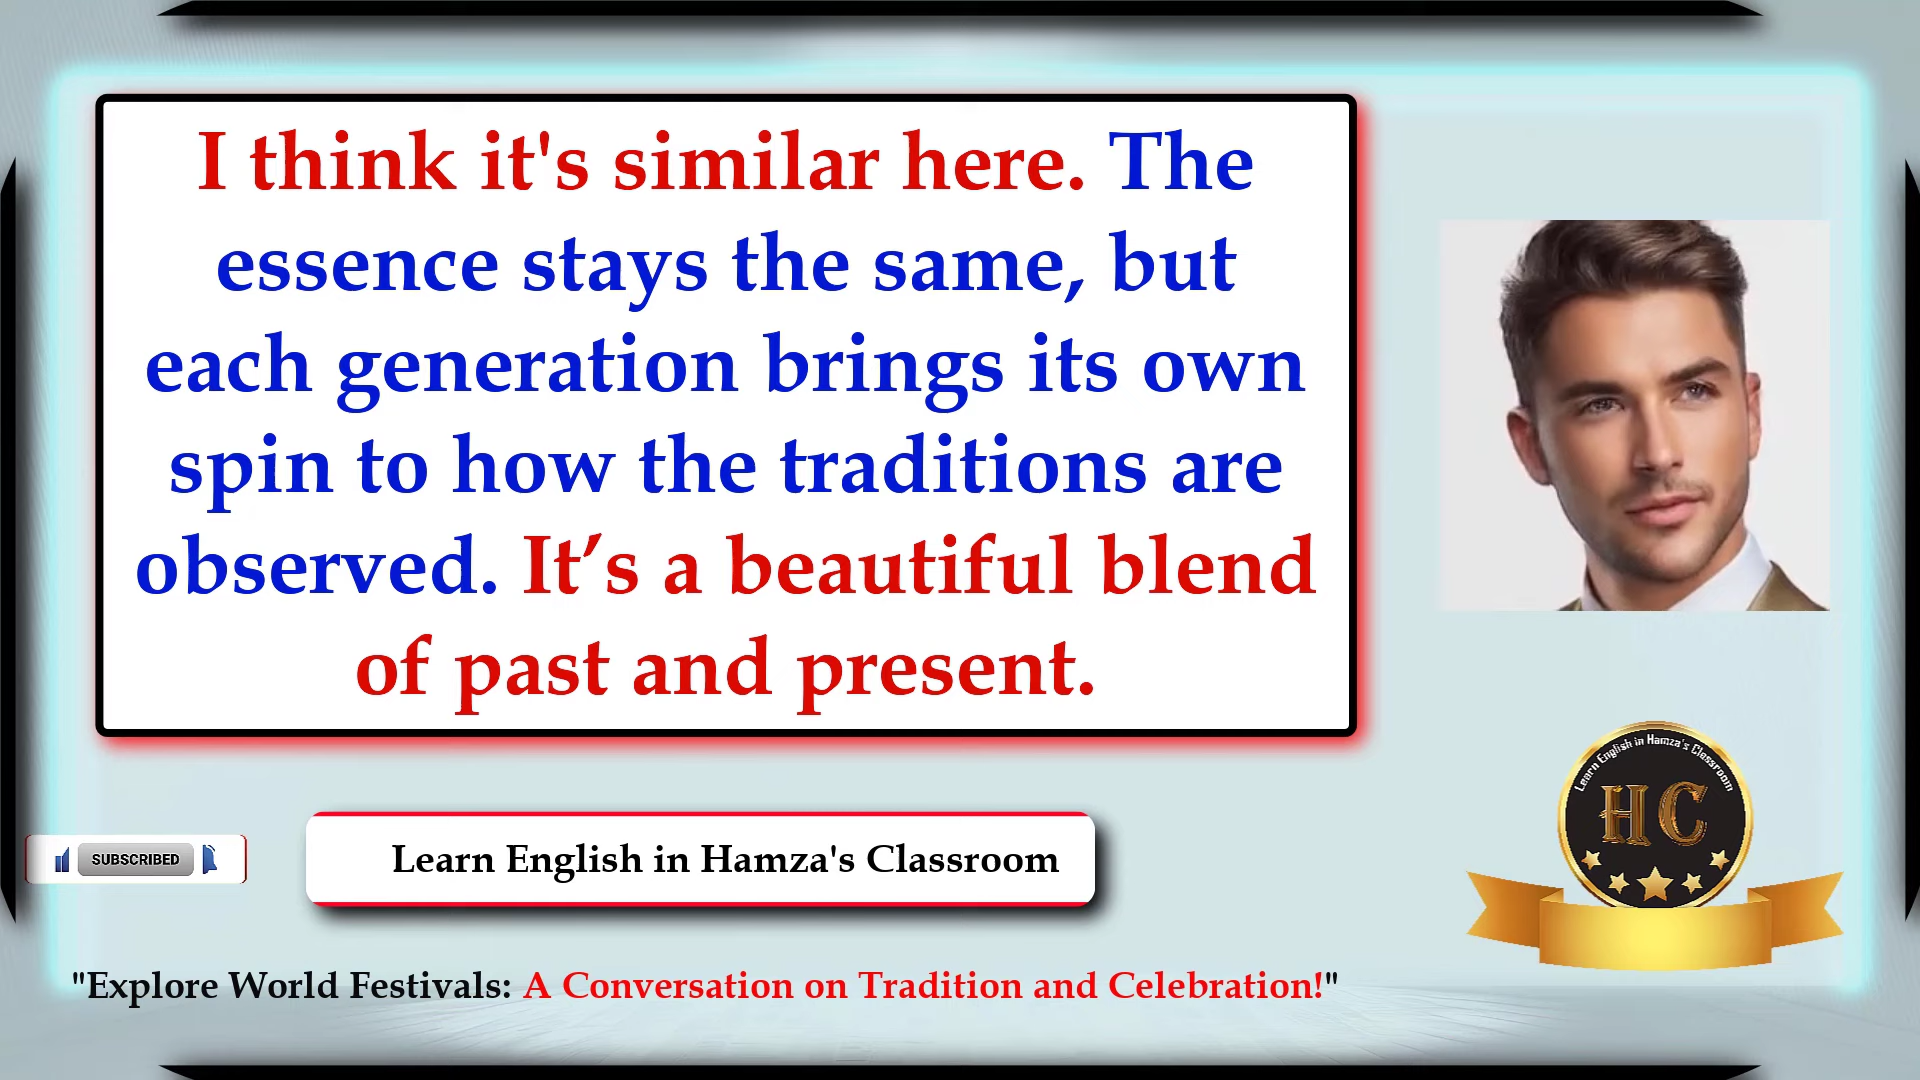 I think it's similar here. The
essence stays the same, but
each generation brings its own
spin to how the traditions are
observed. It’s a beautiful blend
of past and present.
Learn English in Hamza's Classroom
HC
SUBSCRIBED
Learn English in Hamza's Classroom
"Explore World Festivals: A Conversation on Tradition and Celebration!"